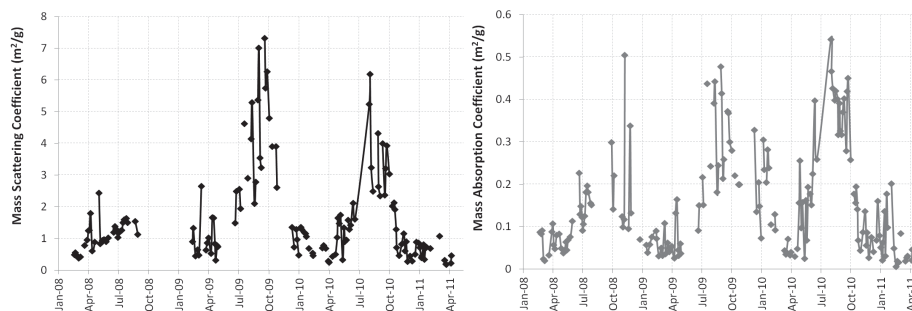 Mass Scattering Coefficient (m²/g)
8
7
6
5
4
3
2
1
0
Jan-08
Apr-08
Jul-08
Oct-08
Jan-09
Apr-09
Jul-09
Oct-09
Jan-10
Apr-10
Jul-10
Oct-10
Jan-11
Apr-11
Mass Absorption Coefficient (m²/g)
0.6
0.5
0.4
0.3
0.2
0.1
0
Jan-08
Apr-08
Jul-08
Oct-08
Jan-09
Apr-09
Jul-09
Oct-09
Jan-10
Apr-10
Jul-10
Oct-10
Jan-11
Apr-11